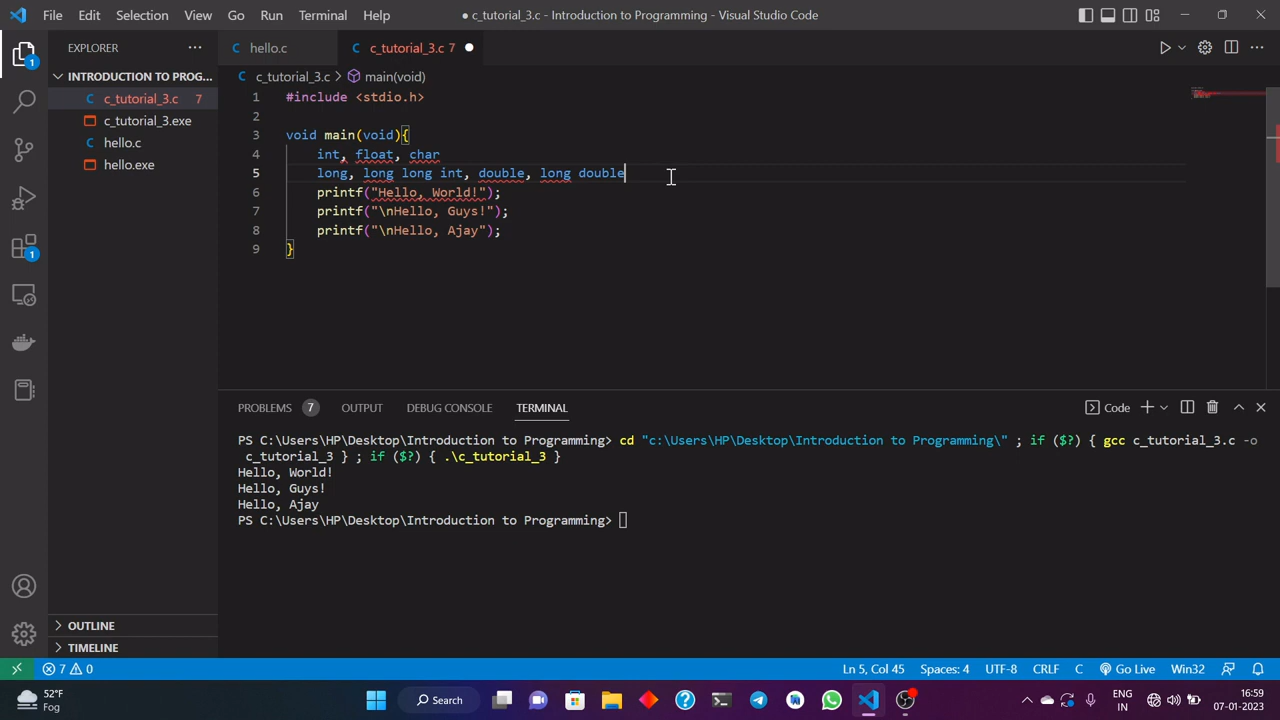 File Edit Selection View Go Run Terminal Help
● c_tutorial_3.c - Introduction to Programming - Visual Studio Code
EXPLORER
INTRODUCTION TO PROG...
c_tutorial_3.c 7
c_tutorial_3.exe
hello.c
hello.exe
OUTLINE
TIMELINE
1
1
C hello.c
C c_tutorial_3.c 7 ●
C c_tutorial_3.c > main(void)
1 #include <stdio.h>
2
3 void main(void){
4 int, float, char
5 long, long long int, double, long double
6 printf("Hello, World!");
7 printf("\nHello, Guys!");
8 printf("\nHello, Ajay");
9 }
PROBLEMS 7 OUTPUT DEBUG CONSOLE TERMINAL
Code
PS C:\Users\HP\Desktop\Introduction to Programming> cd "c:\Users\HP\Desktop\Introduction to Programming\" ; if ($?) { gcc c_tutorial_3.c -o
c_tutorial_3 } ; if ($?) { .\c_tutorial_3 }
Hello, World!
Hello, Guys!
Hello, Ajay
PS C:\Users\HP\Desktop\Introduction to Programming>
7 0
Ln 5, Col 45 Spaces: 4 UTF-8 CRLF C Go Live Win32
52°F
Fog
Search
ENG
IN
16:59
07-01-2023